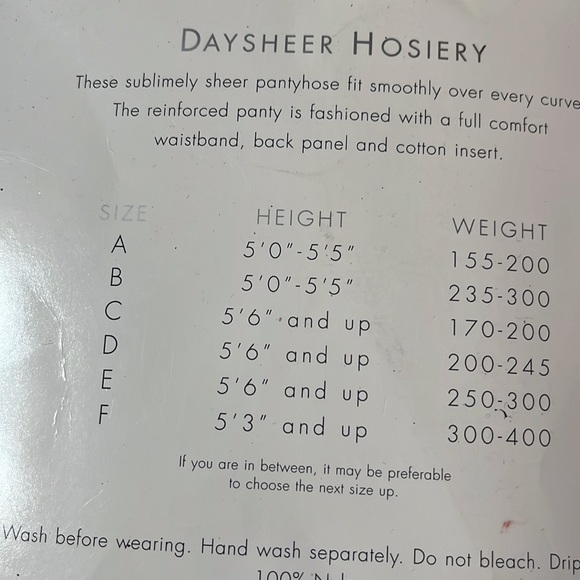 DAYSHEER HOSIERY
These sublimely sheer pantyhose fit smoothly over every curve
The reinforced panty is fashioned with a full comfort
waistband, back panel and cotton insert.
SIZE HEIGHT WEIGHT
A 5'0"-5'5" 155-200
B 5'0"-5'5" 235-300
C 5'6" and up 170-200
D 5'6" and up 200-245
E 5'6" and up 250-300
F 5'3" and up 300-400
If you are in between, it may be preferable
to choose the next size up.
Wash before wearing. Hand wash separately. Do not bleach. Drip
100%